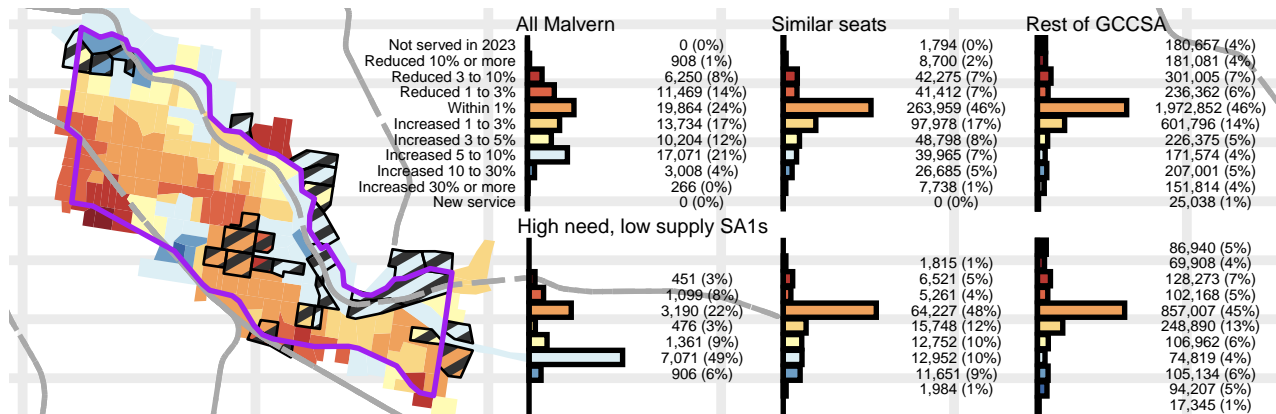 All Malvern Similar seats Rest of GCCSA
Not served in 2023 0 (0%) 1,794 (0%) 180,657 (4%)
Reduced 10% or more 908 (1%) 8,700 (2%) 181,081 (4%)
Reduced 3 to 10% 6,250 (8%) 42,275 (7%) 301,005 (7%)
Reduced 1 to 3% 11,469 (14%) 41,412 (7%) 236,362 (6%)
Within 1% 19,864 (24%) 263,959 (46%) 1,972,852 (46%)
Increased 1 to 3% 13,734 (17%) 97,978 (17%) 601,796 (14%)
Increased 3 to 5% 10,204 (12%) 48,798 (8%) 226,375 (5%)
Increased 5 to 10% 17,071 (21%) 39,965 (7%) 171,574 (4%)
Increased 10 to 30% 3,008 (4%) 26,685 (5%) 207,001 (5%)
Increased 30% or more 266 (0%) 7,738 (1%) 151,814 (4%)
New service 0 (0%) 0 (0%) 25,038 (1%)
High need, low supply SA1s
86,940 (5%)
1,815 (1%) 69,908 (4%)
451 (3%) 6,521 (5%) 128,273 (7%)
1,099 (8%) 5,261 (4%) 102,168 (5%)
3,190 (22%) 64,227 (48%) 857,007 (45%)
476 (3%) 15,748 (12%) 248,890 (13%)
1,361 (9%) 12,752 (10%) 106,962 (6%)
7,071 (49%) 12,952 (10%) 74,819 (4%)
906 (6%) 11,651 (9%) 105,134 (6%)
1,984 (1%) 94,207 (5%)
17,345 (1%)